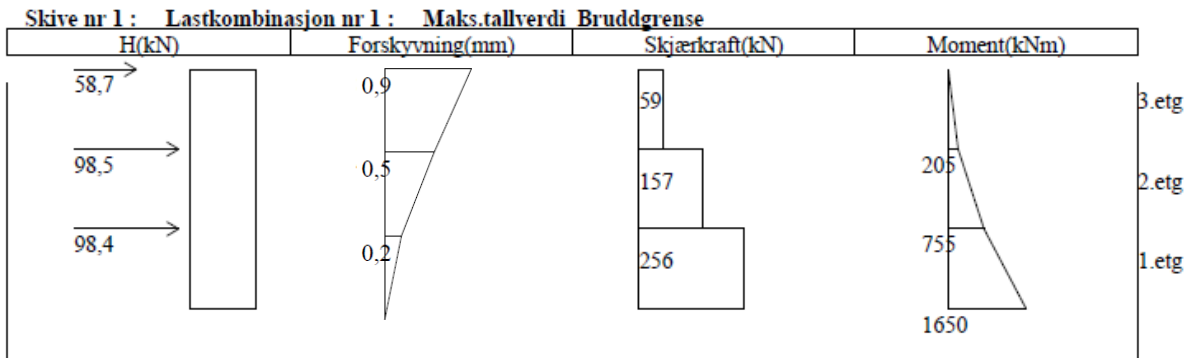 Skive nr 1 : Lastkombinasjon nr 1 : Maks.tallverdi Bruddgrense
H(kN) Forskyvning(mm) Skjærkraft(kN) Moment(kNm)
58,7 0,9 59 3.etg
98,5 0,5 157 205 2.etg
98,4 0,2 256 755 1.etg
1650